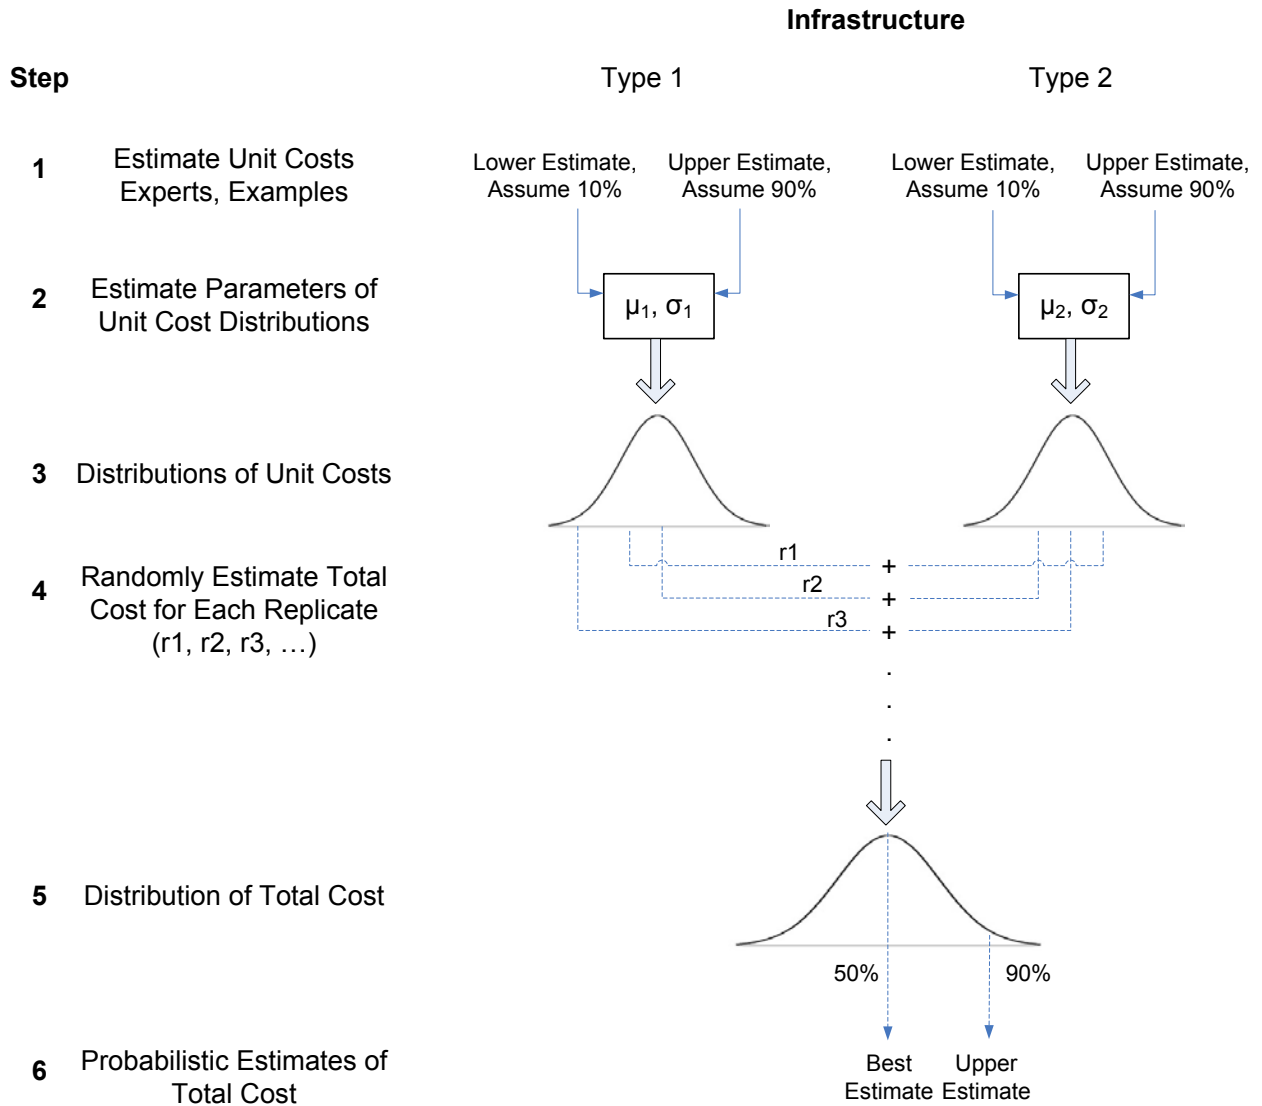 Infrastructure
Step
Type 1
Type 2
1
Estimate Unit Costs
Experts, Examples
Lower Estimate,
Assume 10%
Upper Estimate,
Assume 90%
Lower Estimate,
Assume 10%
Upper Estimate,
Assume 90%
2
Estimate Parameters of
Unit Cost Distributions
μ1, σ1
μ2, σ2
3
Distributions of Unit Costs
4
Randomly Estimate Total
Cost for Each Replicate
(r1, r2, r3, …)
r1
+
r2
+
r3
+
.
.
.
5
Distribution of Total Cost
50%
90%
6
Probabilistic Estimates of
Total Cost
Best
Estimate
Upper
Estimate